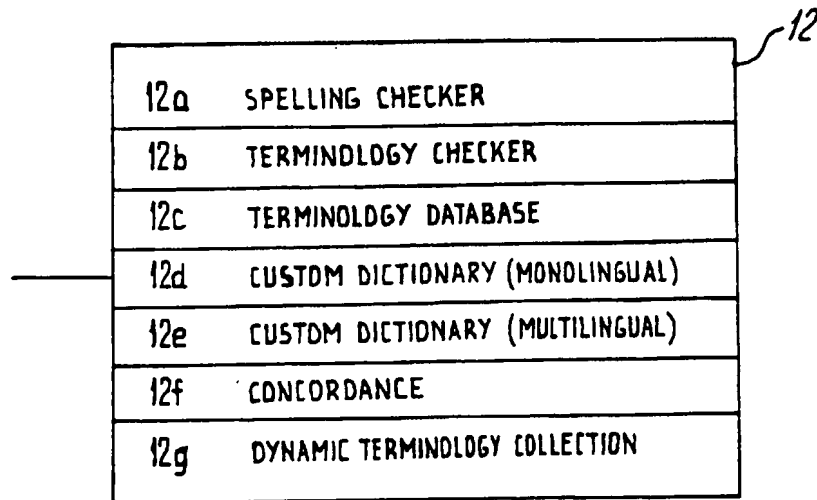 12
12a SPELLING CHECKER
12b TERMINOLOGY CHECKER
12c TERMINOLOGY DATABASE
12d CUSTOM DICTIONARY (MONOLINGUAL)
12e CUSTOM DICTIONARY (MULTILINGUAL)
12f CONCORDANCE
12g DYNAMIC TERMINOLOGY COLLECTION